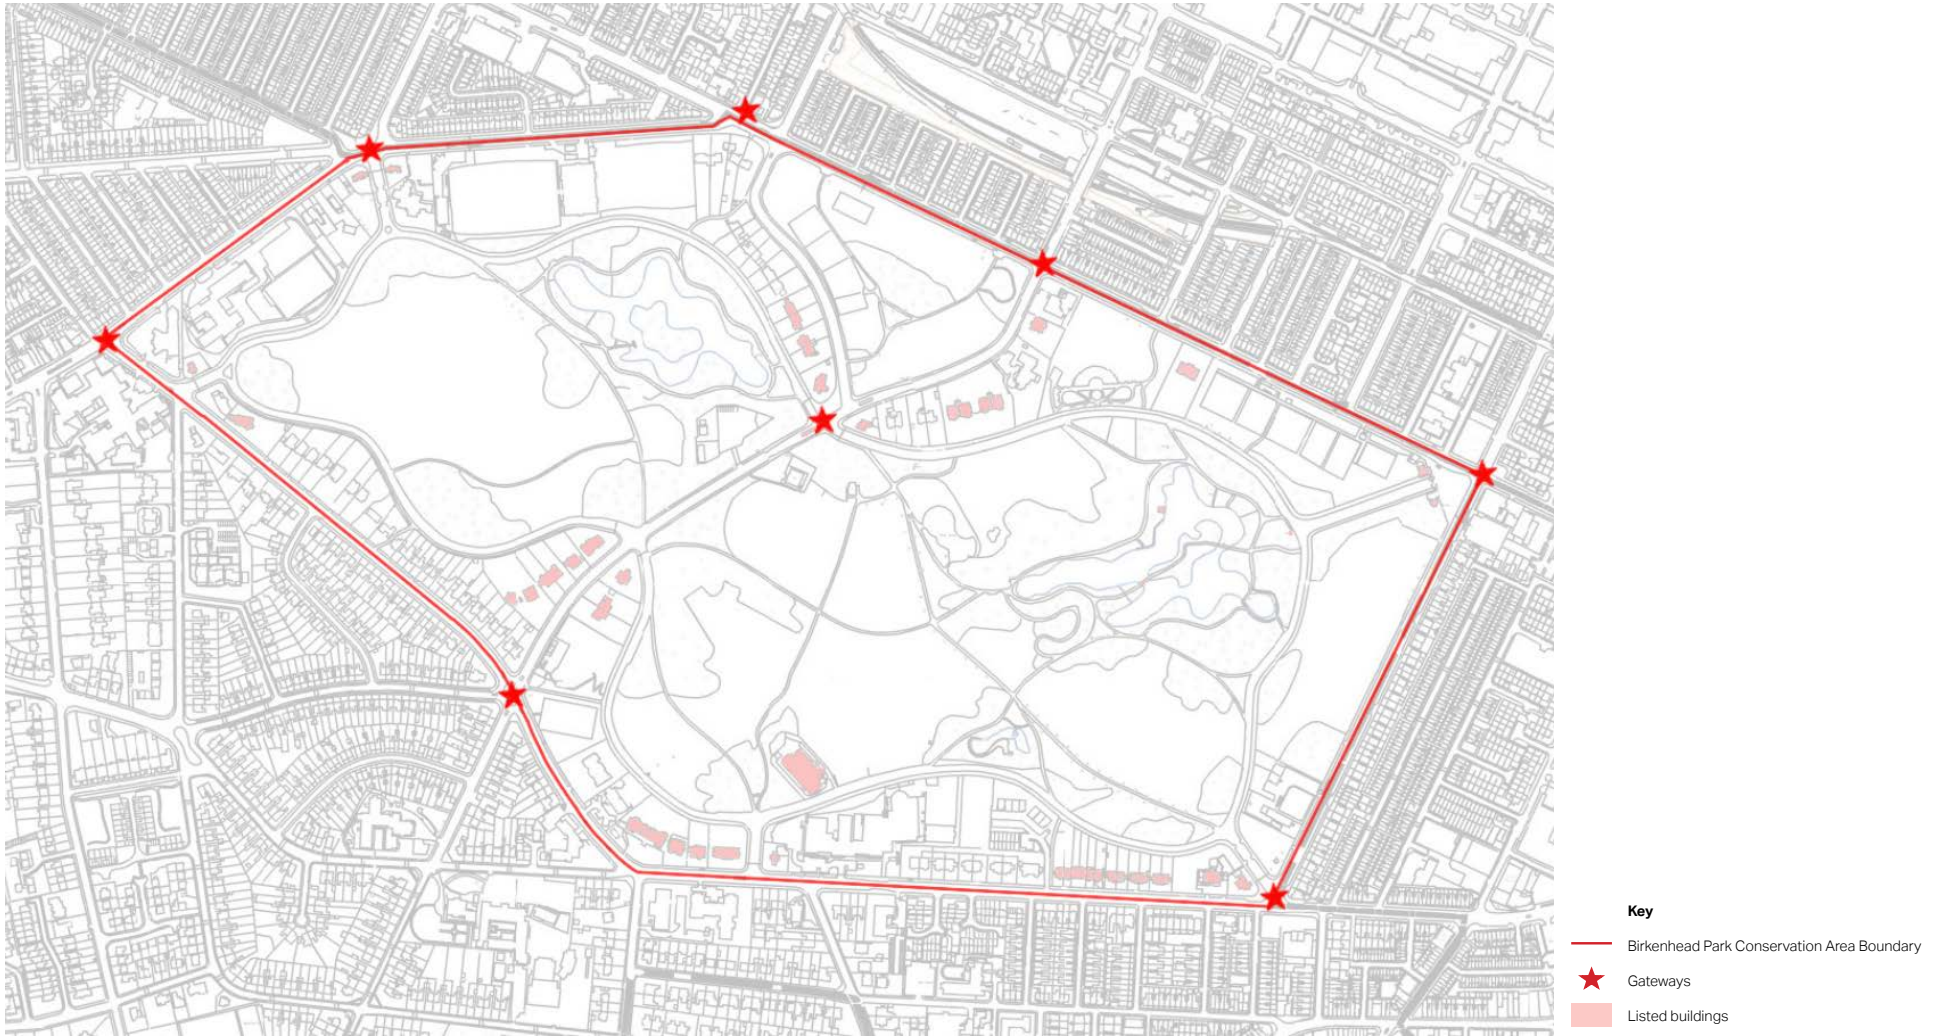 Key
Birkenhead Park Conservation Area Boundary
Gateways
Listed buildings